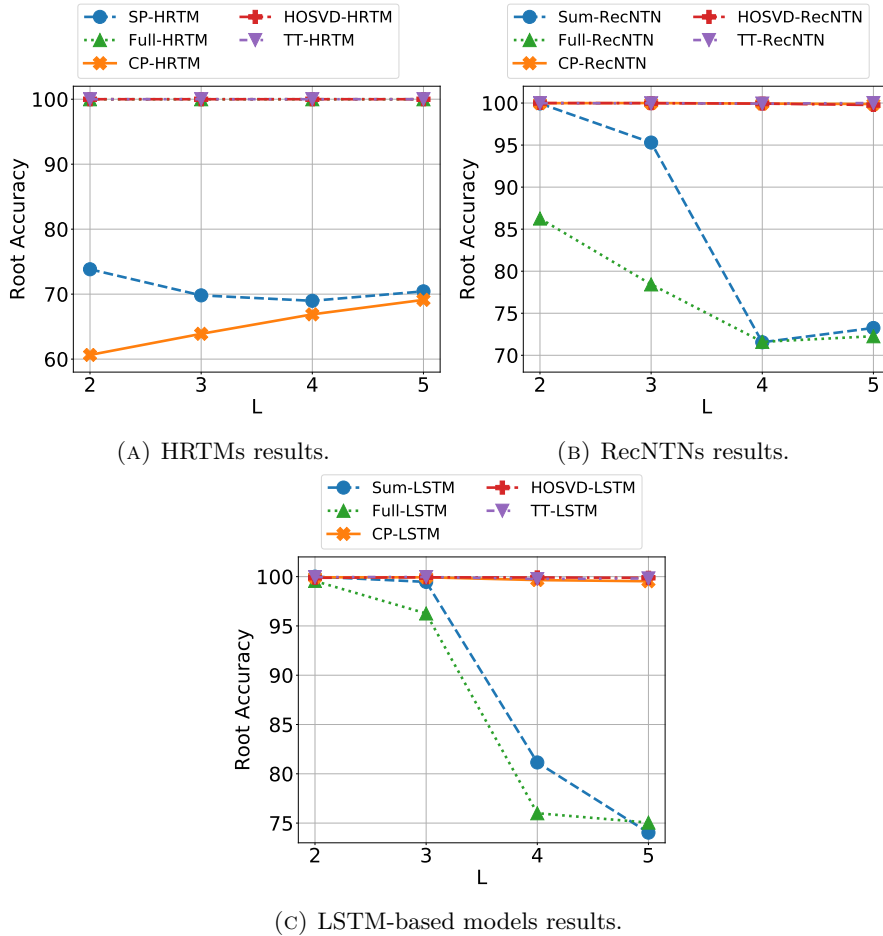 SP-HRTM HOSVD-HRTM
Full-HRTM TT-HRTM
CP-HRTM
100
90
80
70
60
Root Accuracy
2 3 4 5
L
(A) HRTMs results.
Sum-RecNTN HOSVD-RecNTN
Full-RecNTN TT-RecNTN
CP-RecNTN
100
95
90
85
80
75
70
Root Accuracy
2 3 4 5
L
(B) RecNTNs results.
Sum-LSTM HOSVD-LSTM
Full-LSTM TT-LSTM
CP-LSTM
100
95
90
85
80
75
Root Accuracy
2 3 4 5
L
(C) LSTM-based models results.